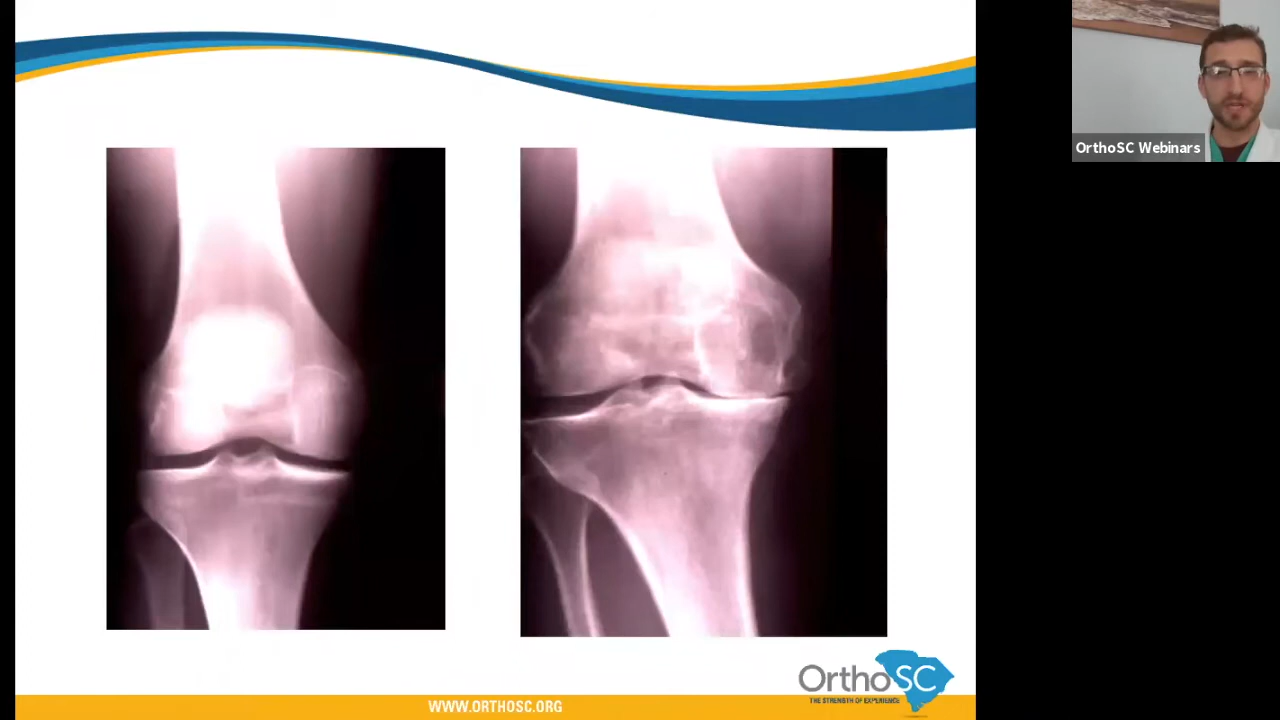 OrthoSC Webinars
OrthoSC
THE STRENGTH OF EXPERIENCE
WWW.ORTHOSC.ORG